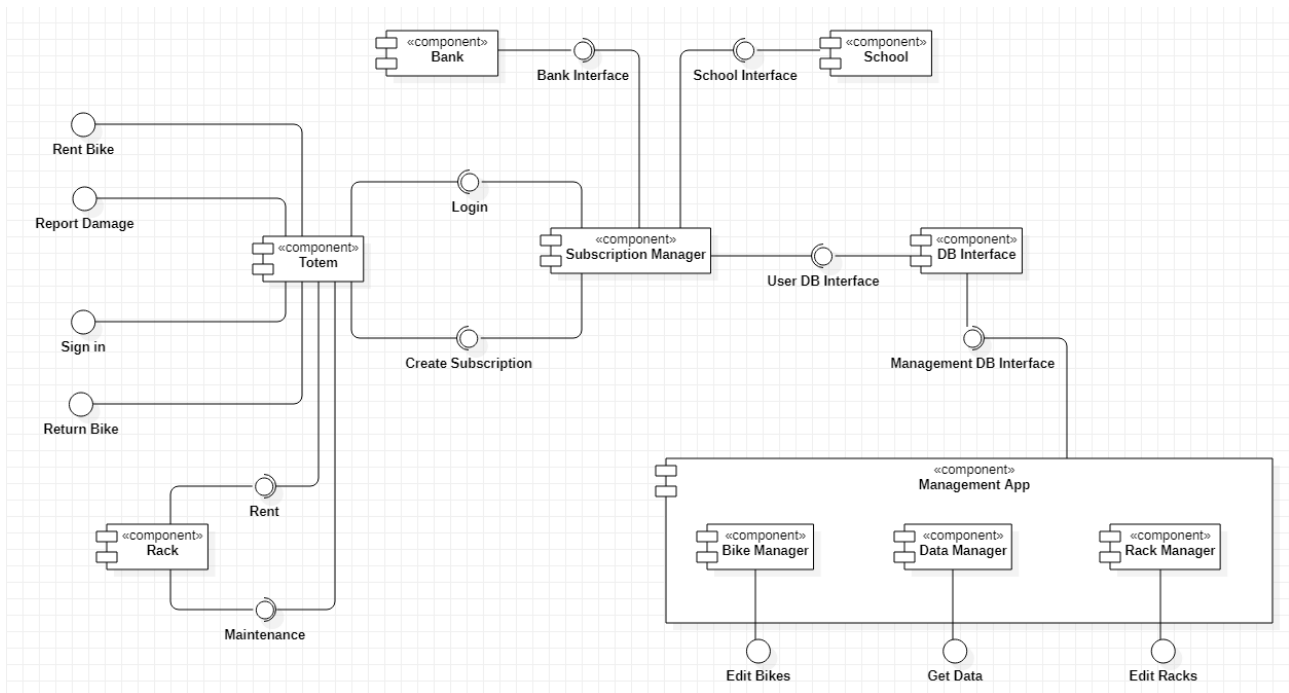 «component»
Bank
Bank Interface
School Interface
«component»
School
Rent Bike
Report Damage
«component»
Totem
Sign in
Return Bike
Login
Create Subscription
«component»
Subscription Manager
User DB Interface
«component»
DB Interface
Management DB Interface
Rent
«component»
Rack
Maintenance
«component»
Management App
«component»
Bike Manager
«component»
Data Manager
«component»
Rack Manager
Edit Bikes
Get Data
Edit Racks